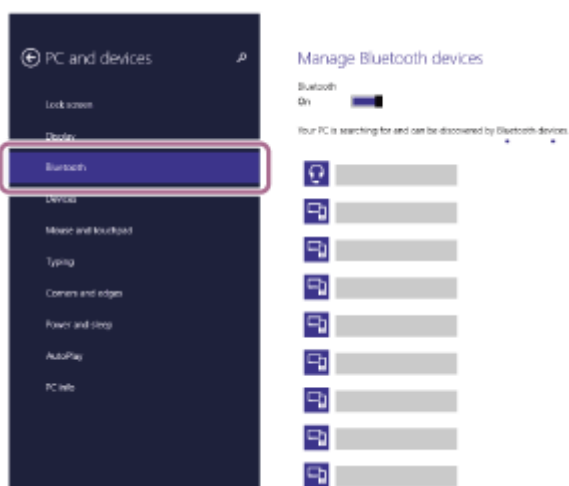 PC and devices
Lock screen
Display
Bluetooth
Devices
Mouse and touchpad
Typing
Corners and edges
Power and sleep
AutoPlay
PC info
Manage Bluetooth devices
Bluetooth
On
Your PC is searching for and can be discovered by Bluetooth devices.